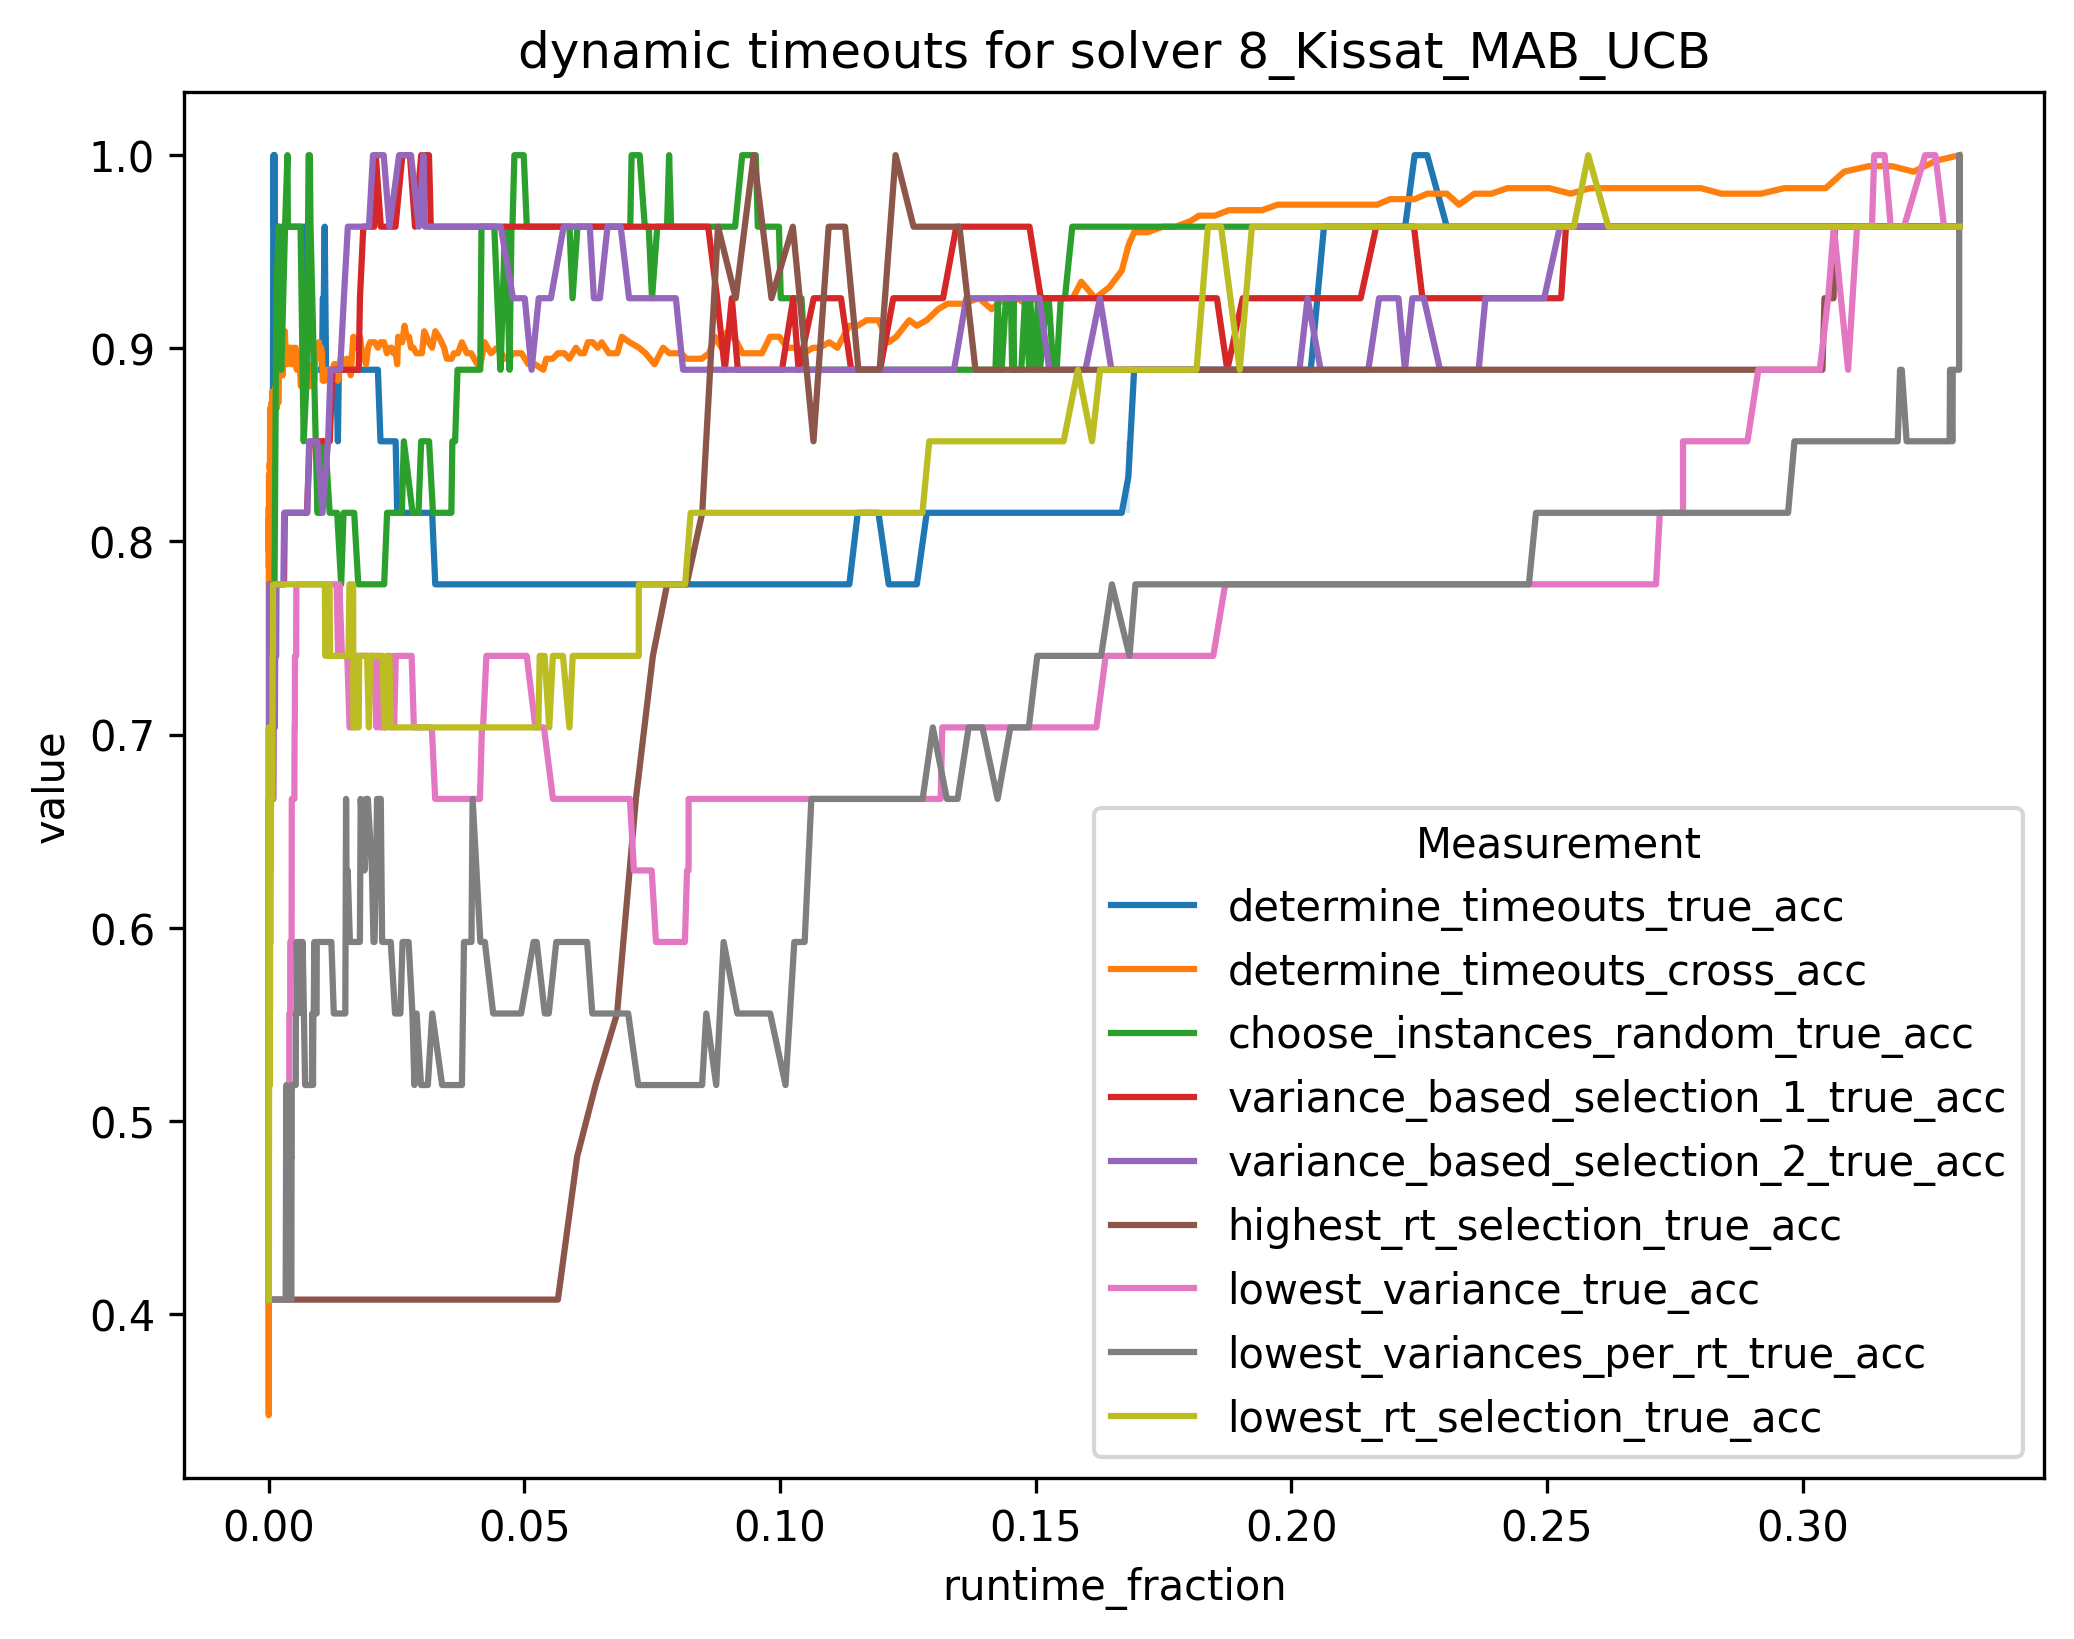 dynamic timeouts for solver 8_Kissat_MAB_UCB
1.0
0.9
0.8
0.7
0.6
0.5
0.4
value
0.00
0.05
0.10
0.15
0.20
0.25
0.30
runtime_fraction
Measurement
determine_timeouts_true_acc
determine_timeouts_cross_acc
choose_instances_random_true_acc
variance_based_selection_1_true_acc
variance_based_selection_2_true_acc
highest_rt_selection_true_acc
lowest_variance_true_acc
lowest_variances_per_rt_true_acc
lowest_rt_selection_true_acc